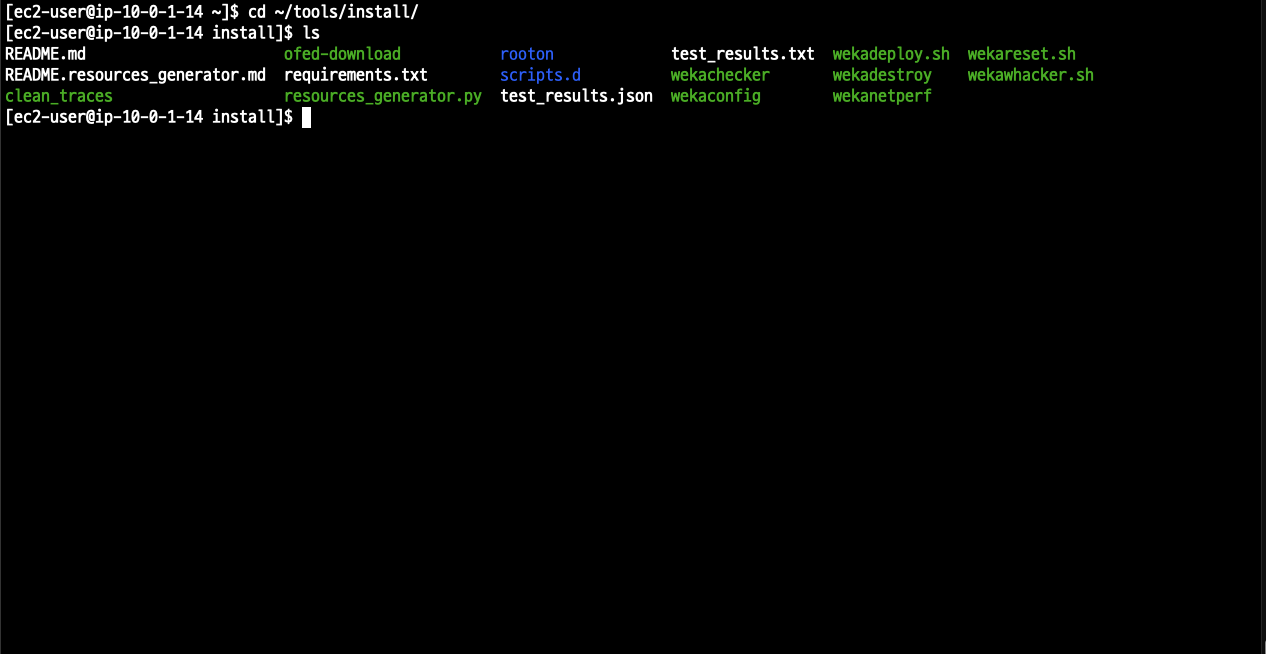 [ec2-user@ip-10-0-1-14 ~]$ cd ~/tools/install/
[ec2-user@ip-10-0-1-14 install]$ ls
README.md                      ofed-download           rooton             test_results.txt  wekadeploy.sh  wekareset.sh
README.resources_generator.md  requirements.txt        scripts.d          wekachecker       wekadestroy    wekawhacker.sh
clean_traces                   resources_generator.py  test_results.json  wekaconfig        wekanetperf
[ec2-user@ip-10-0-1-14 install]$